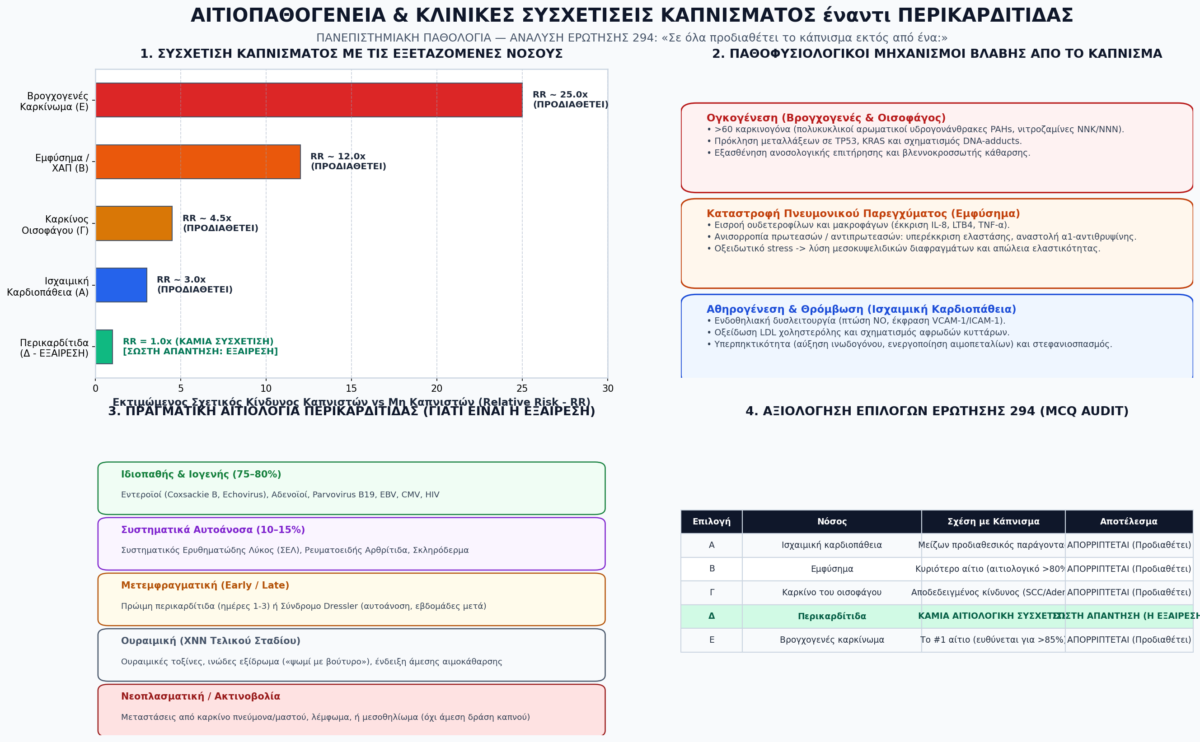 ΑΙΤΙΟΠΑΘΟΓΕΝΕΙΑ & ΚΛΙΝΙΚΕΣ ΣΥΣΧΕΤΙΣΕΙΣ ΚΑΠΝΙΣΜΑΤΟΣ έναντι ΠΕΡΙΚΑΡΔΙΤΙΔΑΣ
ΠΑΝΕΠΙΣΤΗΜΙΑΚΗ ΠΑΘΟΛΟΓΙΑ — ΑΝΑΛΥΣΗ ΕΡΩΤΗΣΗΣ 294: «Σε όλα προδιαθέτει το κάπνισμα εκτός από ένα:»
1. ΣΥΣΧΕΤΙΣΗ ΚΑΠΝΙΣΜΑΤΟΣ ΜΕ ΤΙΣ ΕΞΕΤΑΖΟΜΕΝΕΣ ΝΟΣΟΥΣ
Βρογχογενές
Καρκίνωμα (Ε)
RR ~ 25.0x
(ΠΡΟΔΙΑΘΕΤΕΙ)
Εμφύσημα /
ΧΑΠ (Β)
RR ~ 12.0x
(ΠΡΟΔΙΑΘΕΤΕΙ)
Καρκίνος
Οισοφάγου (Γ)
RR ~ 4.5x
(ΠΡΟΔΙΑΘΕΤΕΙ)
Ισχαιμική
Καρδιοπάθεια (Α)
RR ~ 3.0x
(ΠΡΟΔΙΑΘΕΤΕΙ)
Περικαρδίτιδα
(Δ - ΕΞΑΙΡΕΣΗ)
RR = 1.0x (ΚΑΜΙΑ ΣΥΣΧΕΤΙΣΗ)
[ΣΩΣΤΗ ΑΠΑΝΤΗΣΗ: ΕΞΑΙΡΕΣΗ]
0 5 10 15 20 25 30
Εκτιμώμενος Σχετικός Κίνδυνος Καπνιστών vs Μη Καπνιστών (Relative Risk - RR)
2. ΠΑΘΟΦΥΣΙΟΛΟΓΙΚΟΙ ΜΗΧΑΝΙΣΜΟΙ ΒΛΑΒΗΣ ΑΠΟ ΤΟ ΚΑΠΝΙΣΜΑ
Ογκογένεση (Βρογχογενές & Οισοφάγος)
• >60 καρκινογόνα (πολυκυκλικοί αρωματικοί υδρογονάνθρακες PAHs, νιτροζαμίνες NNK/NNN).
• Πρόκληση μεταλλάξεων σε TP53, KRAS και σχηματισμός DNA-adducts.
• Εξασθένηση ανοσολογικής επιτήρησης και βλεννοκροσσωτής κάθαρσης.
Καταστροφή Πνευμονικού Παρεγχύματος (Εμφύσημα)
• Εισροή ουδετεροφίλων και μακροφάγων (έκκριση IL-8, LTB4, TNF-α).
• Ανισορροπία πρωτεασών / αντιπρωτεασών: υπερέκκριση ελαστάσης, αναστολή α1-αντιθρυψίνης.
• Οξειδωτικό stress -> λύση μεσοκυψελιδικών διαφραγμάτων και απώλεια ελαστικότητας.
Αθηρογένεση & Θρόμβωση (Ισχαιμική Καρδιοπάθεια)
• Ενδοθηλιακή δυσλειτουργία (πτώση NO, έκφραση VCAM-1/ICAM-1).
• Οξείδωση LDL χοληστερόλης και σχηματισμός αφρωδών κυττάρων.
• Υπερπηκτικότητα (αύξηση ινωδογόνου, ενεργοποίηση αιμοπεταλίων) και στεφανιοσπασμός.
3. ΠΡΑΓΜΑΤΙΚΗ ΑΙΤΙΟΛΟΓΙΑ ΠΕΡΙΚΑΡΔΙΤΙΔΑΣ (ΓΙΑΤΙ ΕΙΝΑΙ Η ΕΞΑΙΡΕΣΗ)
Ιδιοπαθής & Ιογενής (75–80%)
Εντεροϊοί (Coxsackie B, Echovirus), Αδενοϊοί, Parvovirus B19, EBV, CMV, HIV
Συστηματικά Αυτοάνοσα (10–15%)
Συστηματικός Ερυθηματώδης Λύκος (ΣΕΛ), Ρευματοειδής Αρθρίτιδα, Σκληρόδερμα
Μετεμφραγματική (Early / Late)
Πρώιμη περικαρδίτιδα (ημέρες 1-3) ή Σύνδρομο Dressler (αυτοάνοση, εβδομάδες μετά)
Ουραιμική (ΧΝΝ Τελικού Σταδίου)
Ουραιμικές τοξίνες, ινώδες εξίδρωμα («ψωμί με βούτυρο»), ένδειξη άμεσης αιμοκάθαρσης
Νεοπλασματική / Ακτινοβολία
Μεταστάσεις από καρκίνο πνεύμονα/μαστού, λέμφωμα, ή μεσοθηλίωμα (όχι άμεση δράση καπνού)
4. ΑΞΙΟΛΟΓΗΣΗ ΕΠΙΛΟΓΩΝ ΕΡΩΤΗΣΗΣ 294 (MCQ AUDIT)
Επιλογή Νόσος Σχέση με Κάπνισμα Αποτέλεσμα
Α Ισχαιμική καρδιοπάθεια Μείζων προδιαθεσικός παράγοντα ΑΠΟΡΡΙΠΤΕΤΑΙ (Προδιαθέτει)
Β Εμφύσημα Κυριότερο αίτιο (αιτιολογικό >80% ΑΠΟΡΡΙΠΤΕΤΑΙ (Προδιαθέτει)
Γ Καρκίνο του οισοφάγου Αποδεδειγμένος κίνδυνος (SCC/Ader ΑΠΟΡΡΙΠΤΕΤΑΙ (Προδιαθέτει)
Δ Περικαρδίτιδα ΚΑΜΙΑ ΑΙΤΙΟΛΟΓΙΚΗ ΑΠΑΝΤΗΣΗ (Η ΕΞΑΙΡΕΣΗ
Ε Βρογχογενές καρκίνωμα Το #1 αίτιο (ευθύνεται για >85% ΑΠΟΡΡΙΠΤΕΤΑΙ (Προδιαθέτει)